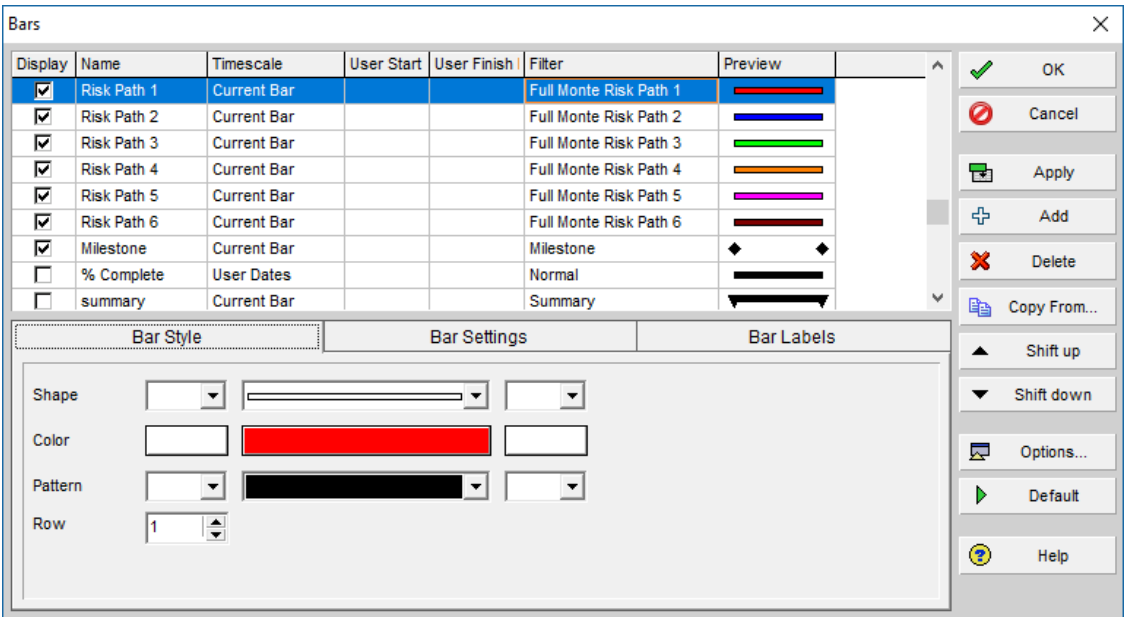 Bars
Display Name Timescale User Start User Finish Filter Preview
Risk Path 1 Current Bar Full Monte Risk Path 1
Risk Path 2 Current Bar Full Monte Risk Path 2
Risk Path 3 Current Bar Full Monte Risk Path 3
Risk Path 4 Current Bar Full Monte Risk Path 4
Risk Path 5 Current Bar Full Monte Risk Path 5
Risk Path 6 Current Bar Full Monte Risk Path 6
Milestone Current Bar Milestone
% Complete User Dates Normal
summary Current Bar Summary
OK
Cancel
Apply
Add
Delete
Copy From...
Shift up
Shift down
Options...
Default
Help
Bar Style Bar Settings Bar Labels
Shape
Color
Pattern
Row 1